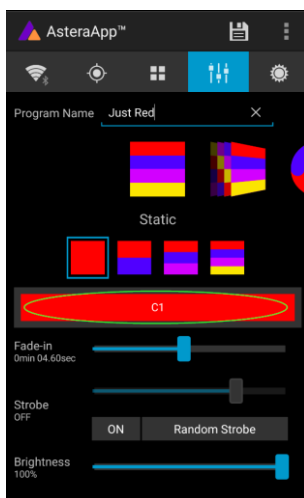 AsteraApp™
Program Name Just Red
Static
C1
Fade-in
0min 04.60sec
Strobe
OFF
ON Random Strobe
Brightness
100%